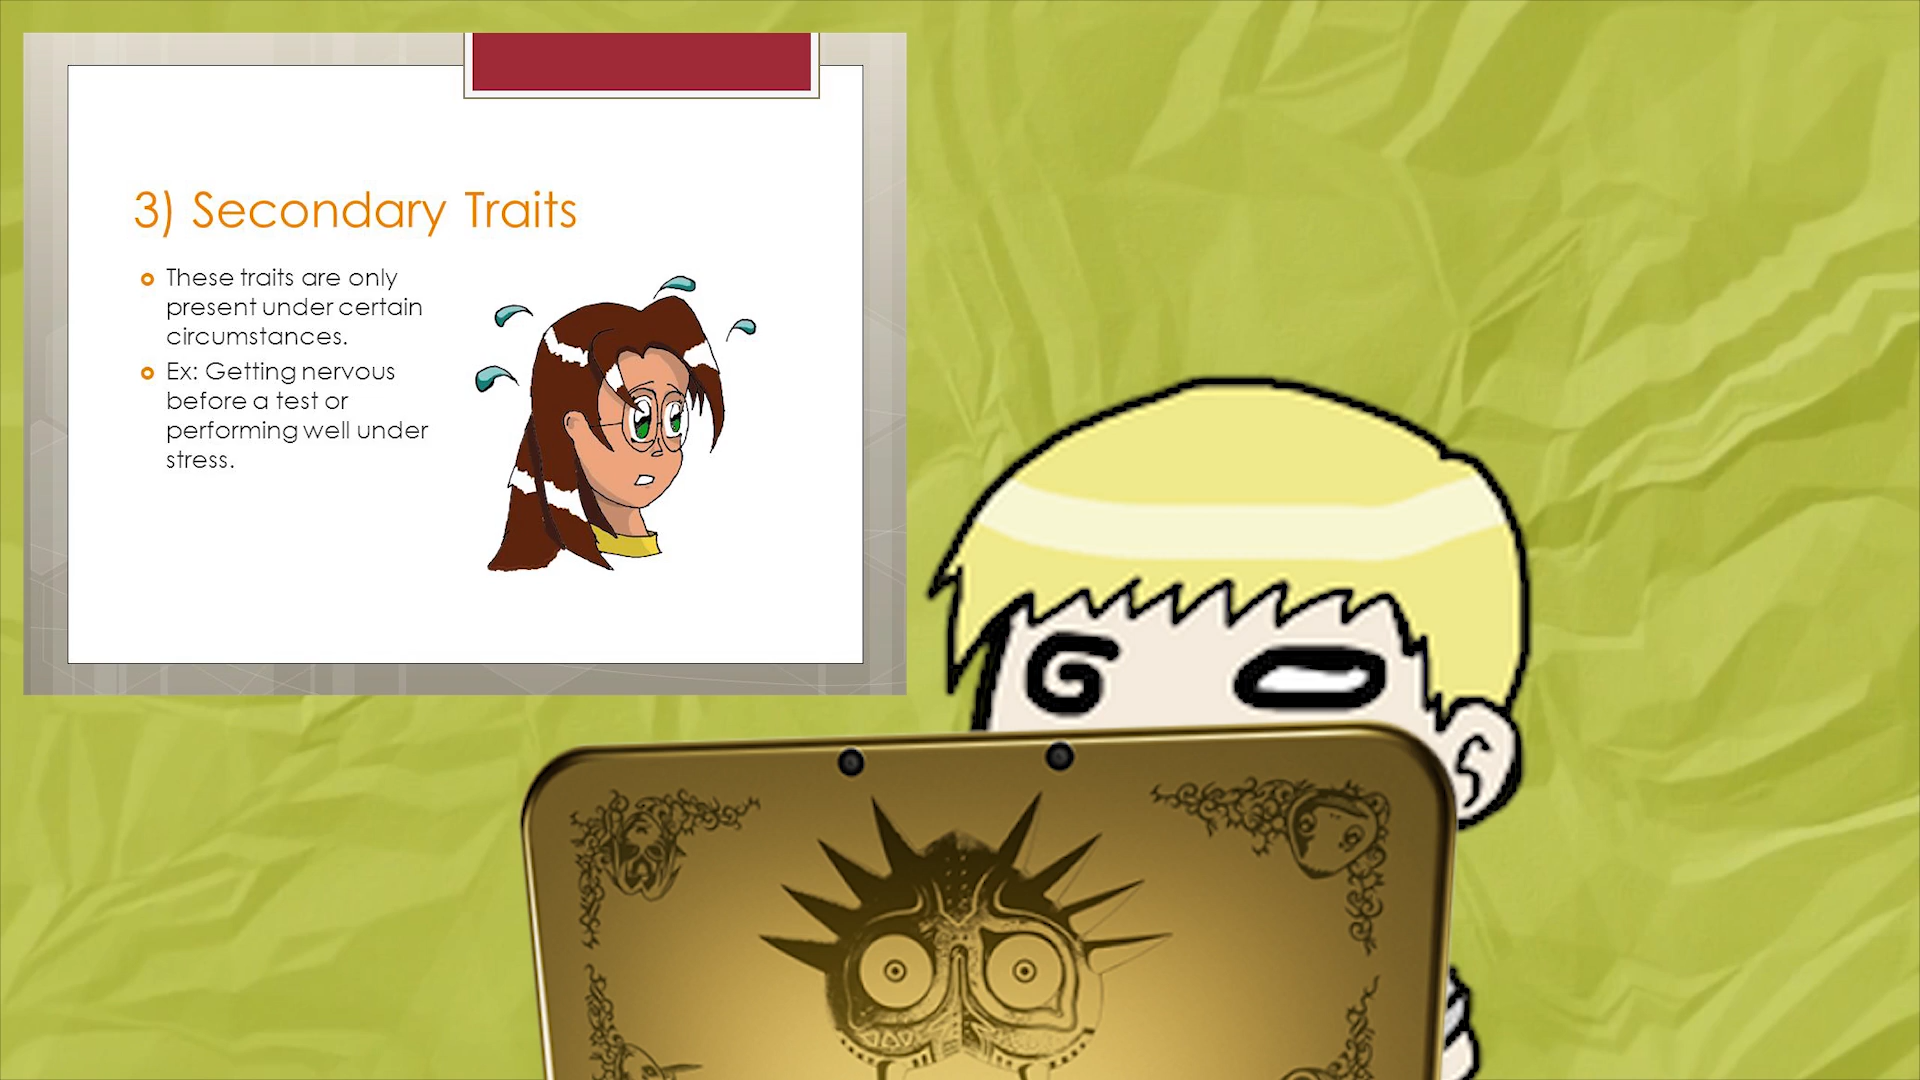 3) Secondary Traits
These traits are only
present under certain
circumstances.
Ex: Getting nervous
before a test or
performing well under
stress.